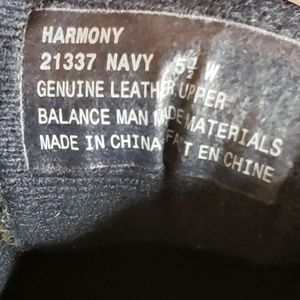 HARMONY
21337 NAVY 5½ W
GENUINE LEATHER UPPER
BALANCE MAN MADE MATERIALS
MADE IN CHINA FAIT EN CHINE